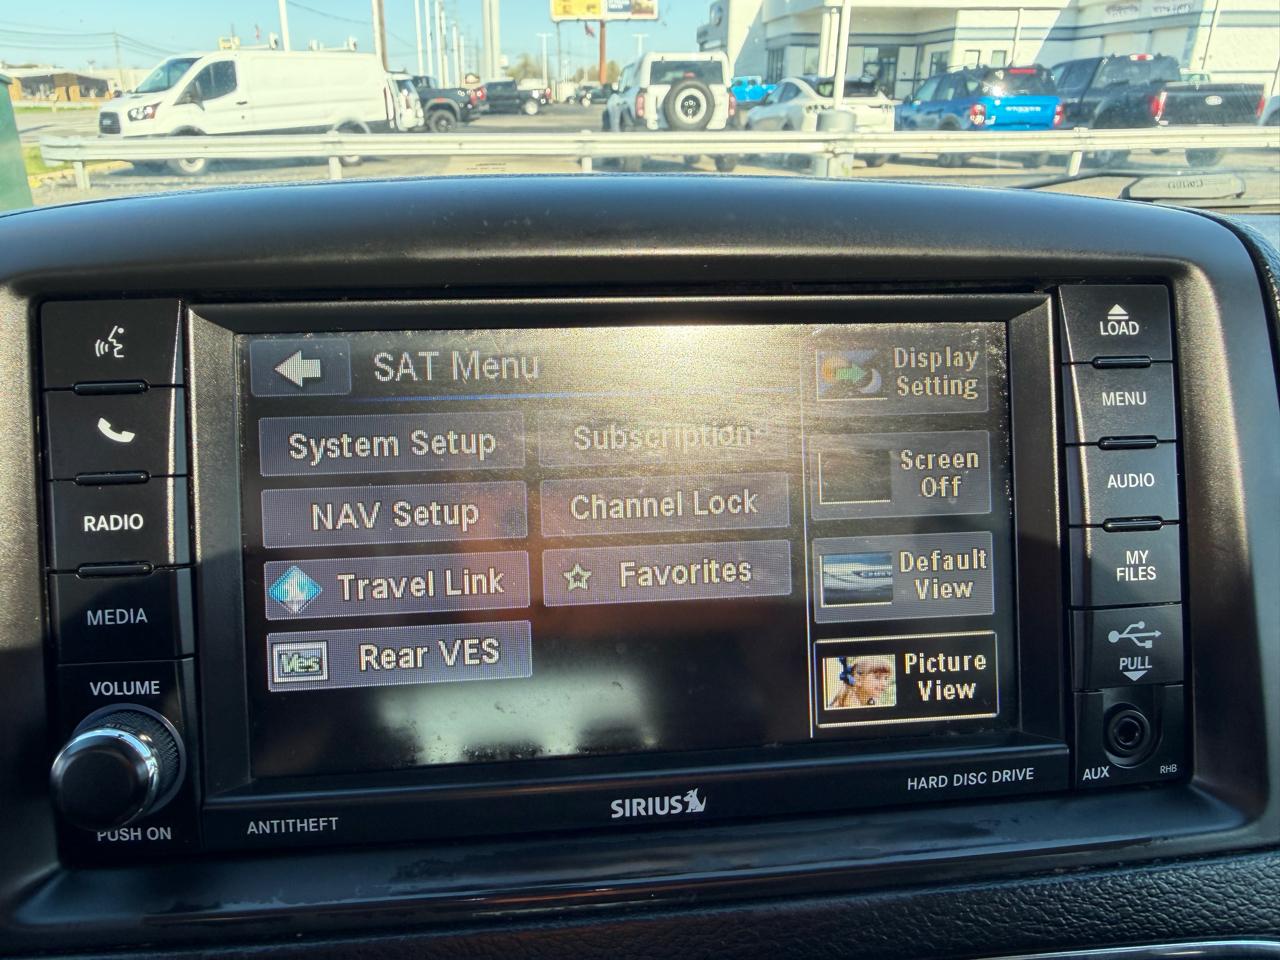 LOAD
MENU
AUDIO
MY
FILES
PULL
AUX
RHB
RADIO
MEDIA
VOLUME
PUSH ON
SAT Menu
System Setup
Subscription
NAV Setup
Channel Lock
Travel Link
Favorites
Ves
Rear VES
Display
Setting
Screen
Off
Default
View
Picture
View
ANTITHEFT
SIRIUS
HARD DISC DRIVE